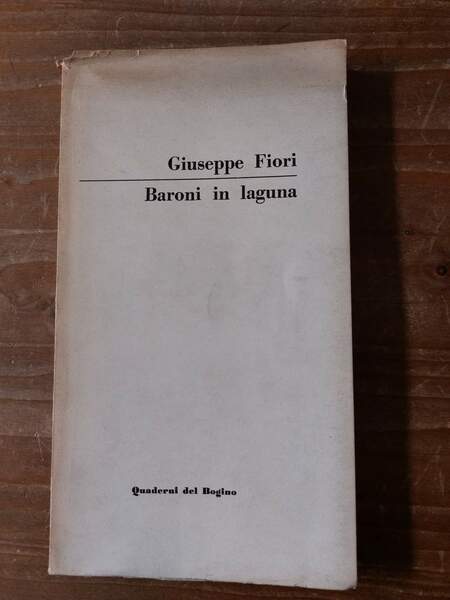 Giuseppe Fiori
Baroni in laguna
Quaderni del Bogino